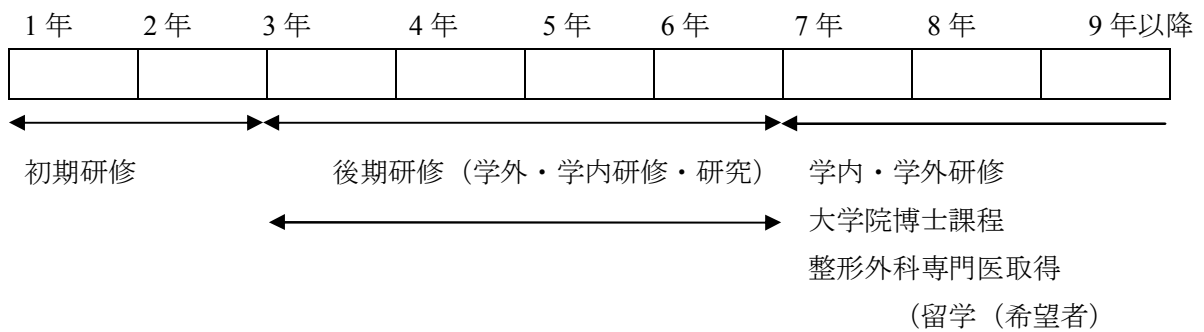 1年 2年 3年 4年 5年 6年 7年 8年 9年以降
初期研修 後期研修（学外・学内研修・研究） 学内・学外研修
大学院博士課程
整形外科専門医取得
（留学（希望者）